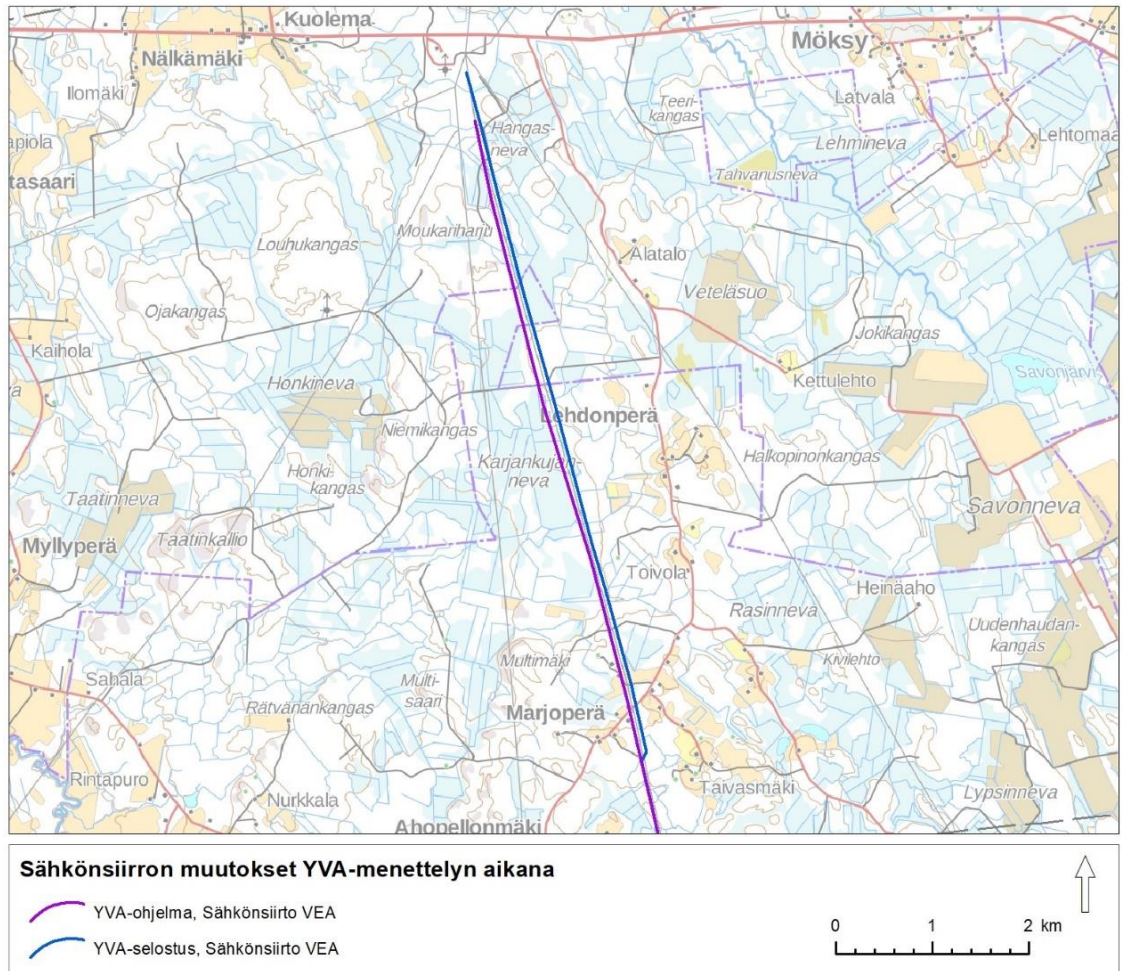 Kuolema
Möksy
Nälkämäki
Ilomäki
Latvala
Teeri-
kangas
Hangas-
neva
Lehmineva
Lehtomaa
apiola
tasaari
Tahvanusneva
Louhukangas
Moukariharju
Alatalo
Veteläsuo
Ojakangas
Jokikangas
Kaihola
Savonjärvi
Honkineva
Kettulehto
va
Lehdonperä
Niemikangas
Karjankujan-
neva
Halkopinonkangas
Honki-
kangas
Taatinneva
Savonneva
Taatinkallio
Myllyperä
Toivola
Heinäaho
Rasinneva
Uudenhaudan-
kangas
Multimäki
Kivilehto
Sahala
Multi-
saari
Rätvänänkangas
Marjoperä
Rintapuro
Täivasmäki
Lypsinneva
Nurkkala
Ahopellonmäki
Sähkönsiirron muutokset YVA-menettelyn aikana
YVA-ohjelma, Sähkönsiirto VEA
YVA-selostus, Sähkönsiirto VEA
0 1 2 km